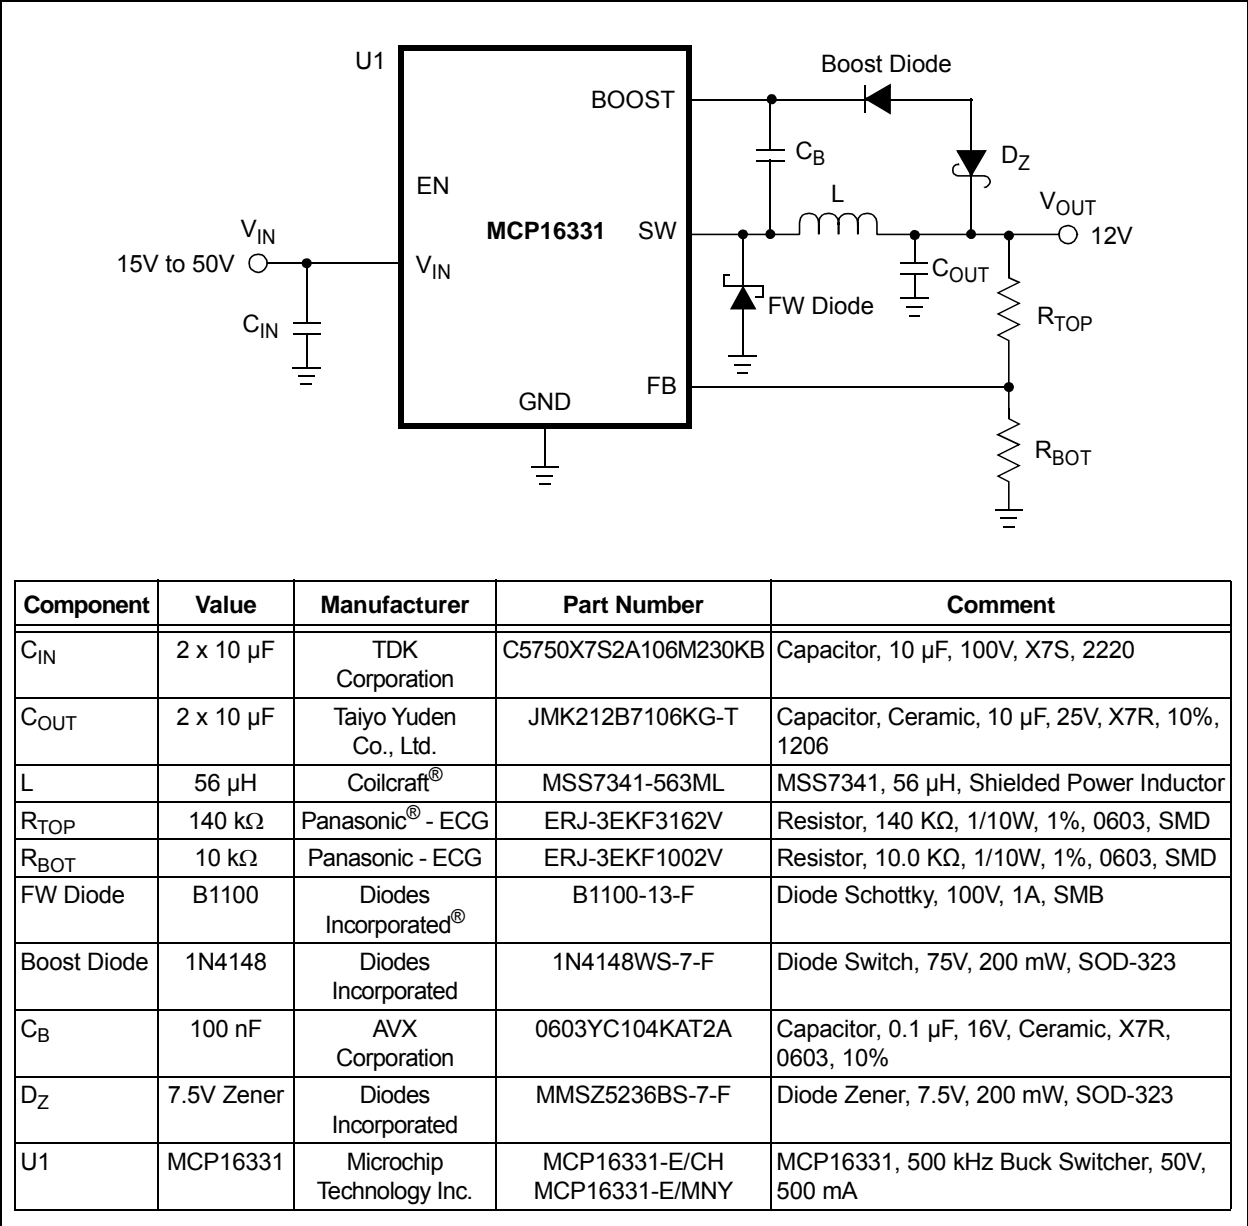 U1
Boost Diode
BOOST
C_B
D_Z
EN
L
V_OUT
MCP16331
SW
12V
V_IN
15V to 50V
V_IN
C_OUT
FW Diode
C_IN
R_TOP
FB
GND
R_BOT
Component Value Manufacturer Part Number Comment
C_IN 2 x 10 µF TDK C5750X7S2A106M230KB Capacitor, 10 µF, 100V, X7S, 2220
Corporation
C_OUT 2 x 10 µF Taiyo Yuden JMK212B7106KG-T Capacitor, Ceramic, 10 µF, 25V, X7R, 10%,
Co., Ltd. 1206
L 56 µH Coilcraft® MSS7341-563ML MSS7341, 56 µH, Shielded Power Inductor
R_TOP 140 kΩ Panasonic® - ECG ERJ-3EKF3162V Resistor, 140 KΩ, 1/10W, 1%, 0603, SMD
R_BOT 10 kΩ Panasonic - ECG ERJ-3EKF1002V Resistor, 10.0 KΩ, 1/10W, 1%, 0603, SMD
FW Diode B1100 Diodes B1100-13-F Diode Schottky, 100V, 1A, SMB
Incorporated®
Boost Diode 1N4148 Diodes 1N4148WS-7-F Diode Switch, 75V, 200 mW, SOD-323
Incorporated
C_B 100 nF AVX 0603YC104KAT2A Capacitor, 0.1 µF, 16V, Ceramic, X7R,
Corporation 0603, 10%
D_Z 7.5V Zener Diodes MMSZ5236BS-7-F Diode Zener, 7.5V, 200 mW, SOD-323
Incorporated
U1 MCP16331 Microchip MCP16331-E/CH MCP16331, 500 kHz Buck Switcher, 50V,
Technology Inc. MCP16331-E/MNY 500 mA